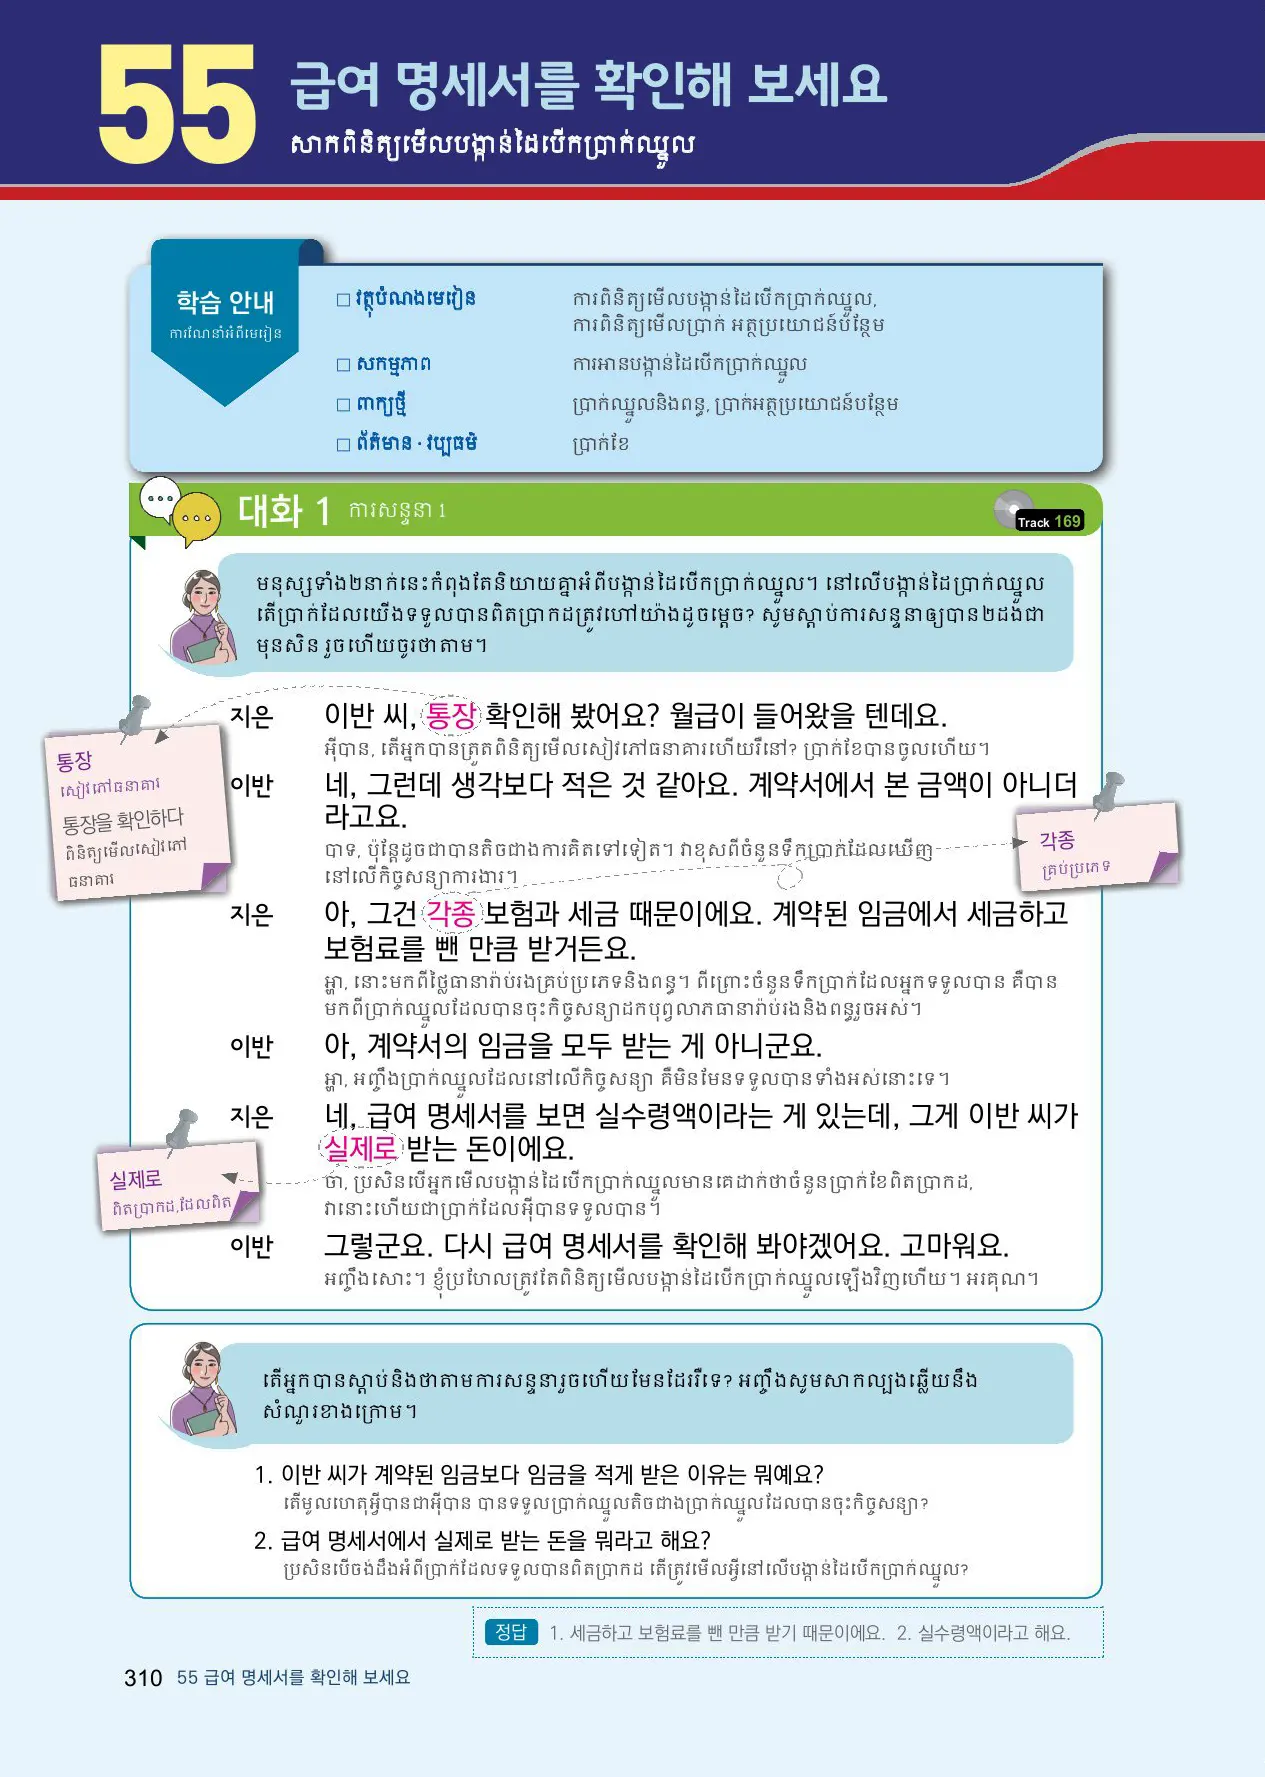 55
급여 명세서를 확인해 보세요
សាកពិនិត្យមើលបង្កាន់ដៃបើកប្រាក់ឈ្នួល
학습 안내
ការណែនាំអំពីមេរៀន
□ វត្ថុបំណងមេរៀន ការពិនិត្យមើលបង្កាន់ដៃបើកប្រាក់ឈ្នួល,
ការពិនិត្យមើលប្រាក់ អត្ថប្រយោជន៍បន្ថែម
□ សកម្មភាព ការអានបង្កាន់ដៃបើកប្រាក់ឈ្នួល
□ ពាក្យថ្មី ប្រាក់ឈ្នួលនិងពន្ធ, ប្រាក់អត្ថប្រយោជន៍បន្ថែម
□ ព័ត៌មាន · វប្បធម៌ ប្រាក់ខែ
대화 1 ការសន្ទនា 1
Track 169
មនុស្សទាំង២នាក់នេះកំពុងតែនិយាយគ្នាអំពីបង្កាន់ដៃបើកប្រាក់ឈ្នួល។ នៅលើបង្កាន់ដៃប្រាក់ឈ្នួល
តើប្រាក់ដែលយើងទទួលបានពិតប្រាកដត្រូវហៅយ៉ាងដូចម្តេច? សូមស្តាប់ការសន្ទនាឲ្យបាន២ដងជា
មុនសិន រួចហើយចូរថាតាម។
지은 이반 씨, 통장 확인해 봤어요? 월급이 들어왔을 텐데요.
អ៊ីបាន, តើអ្នកបានត្រួតពិនិត្យមើលសៀវភៅធនាគារហើយរឺនៅ? ប្រាក់ខែបានចូលហើយ។
통장
សៀវភៅធនាគារ
통장을 확인하다
ពិនិត្យមើលសៀវភៅ
ធនាគារ
이반 네, 그런데 생각보다 적은 것 같아요. 계약서에서 본 금액이 아니더
라고요.
បាទ, ប៉ុន្តែដូចជាបានតិចជាងការគិតទៅទៀត។ វាខុសពីចំនួនទឹកប្រាក់ដែលឃើញ
នៅលើកិច្ចសន្យាការងារ។
각종
គ្រប់ប្រភេទ
지은 아, 그건 각종 보험과 세금 때문이에요. 계약된 임금에서 세금하고
보험료를 뺀 만큼 받거든요.
អ្ហា, នោះមកពីថ្លៃធានារ៉ាប់រងគ្រប់ប្រភេទនិងពន្ធ។ ពីព្រោះចំនួនទឹកប្រាក់ដែលអ្នកទទួលបាន គឺបាន
មកពីប្រាក់ឈ្នួលដែលបានចុះកិច្ចសន្យាដកបុព្វលាភធានារ៉ាប់រងនិងពន្ធរួចអស់។
이반 아, 계약서의 임금을 모두 받는 게 아니군요.
អ្ហា, អញ្ចឹងប្រាក់ឈ្នួលដែលនៅលើកិច្ចសន្យា គឺមិនមែនទទួលបានទាំងអស់នោះទេ។
지은 네, 급여 명세서를 보면 실수령액이라는 게 있는데, 그게 이반 씨가
실제로 받는 돈이에요.
ចា, ប្រសិនបើអ្នកមើលបង្កាន់ដៃបើកប្រាក់ឈ្នួលមានគេដាក់ថាចំនួនប្រាក់ខែពិតប្រាកដ,
វានោះហើយជាប្រាក់ដែលអ៊ីបានទទួលបាន។
실제로
ពិតប្រាកដ,ដែលពិត
이반 그렇군요. 다시 급여 명세서를 확인해 봐야겠어요. 고마워요.
អញ្ចឹងសោះ។ ខ្ញុំប្រហែលត្រូវតែពិនិត្យមើលបង្កាន់ដៃបើកប្រាក់ឈ្នួលឡើងវិញហើយ។ អរគុណ។
តើអ្នកបានស្តាប់និងថាតាមការសន្ទនារួចហើយមែនដែររឺទេ? អញ្ចឹងសូមសាកល្បងឆ្លើយនឹង
សំណួរខាងក្រោម។
1. 이반 씨가 계약된 임금보다 임금을 적게 받은 이유는 뭐예요?
តើមូលហេតុអ្វីបានជាអ៊ីបាន បានទទួលប្រាក់ឈ្នួលតិចជាងប្រាក់ឈ្នួលដែលបានចុះកិច្ចសន្យា?
2. 급여 명세서에서 실제로 받는 돈을 뭐라고 해요?
ប្រសិនបើចង់ដឹងអំពីប្រាក់ដែលទទួលបានពិតប្រាកដ តើត្រូវមើលអ្វីនៅលើបង្កាន់ដៃបើកប្រាក់ឈ្នួល?
정답 1. 세금하고 보험료를 뺀 만큼 받기 때문이에요. 2. 실수령액이라고 해요.
310 55 급여 명세서를 확인해 보세요